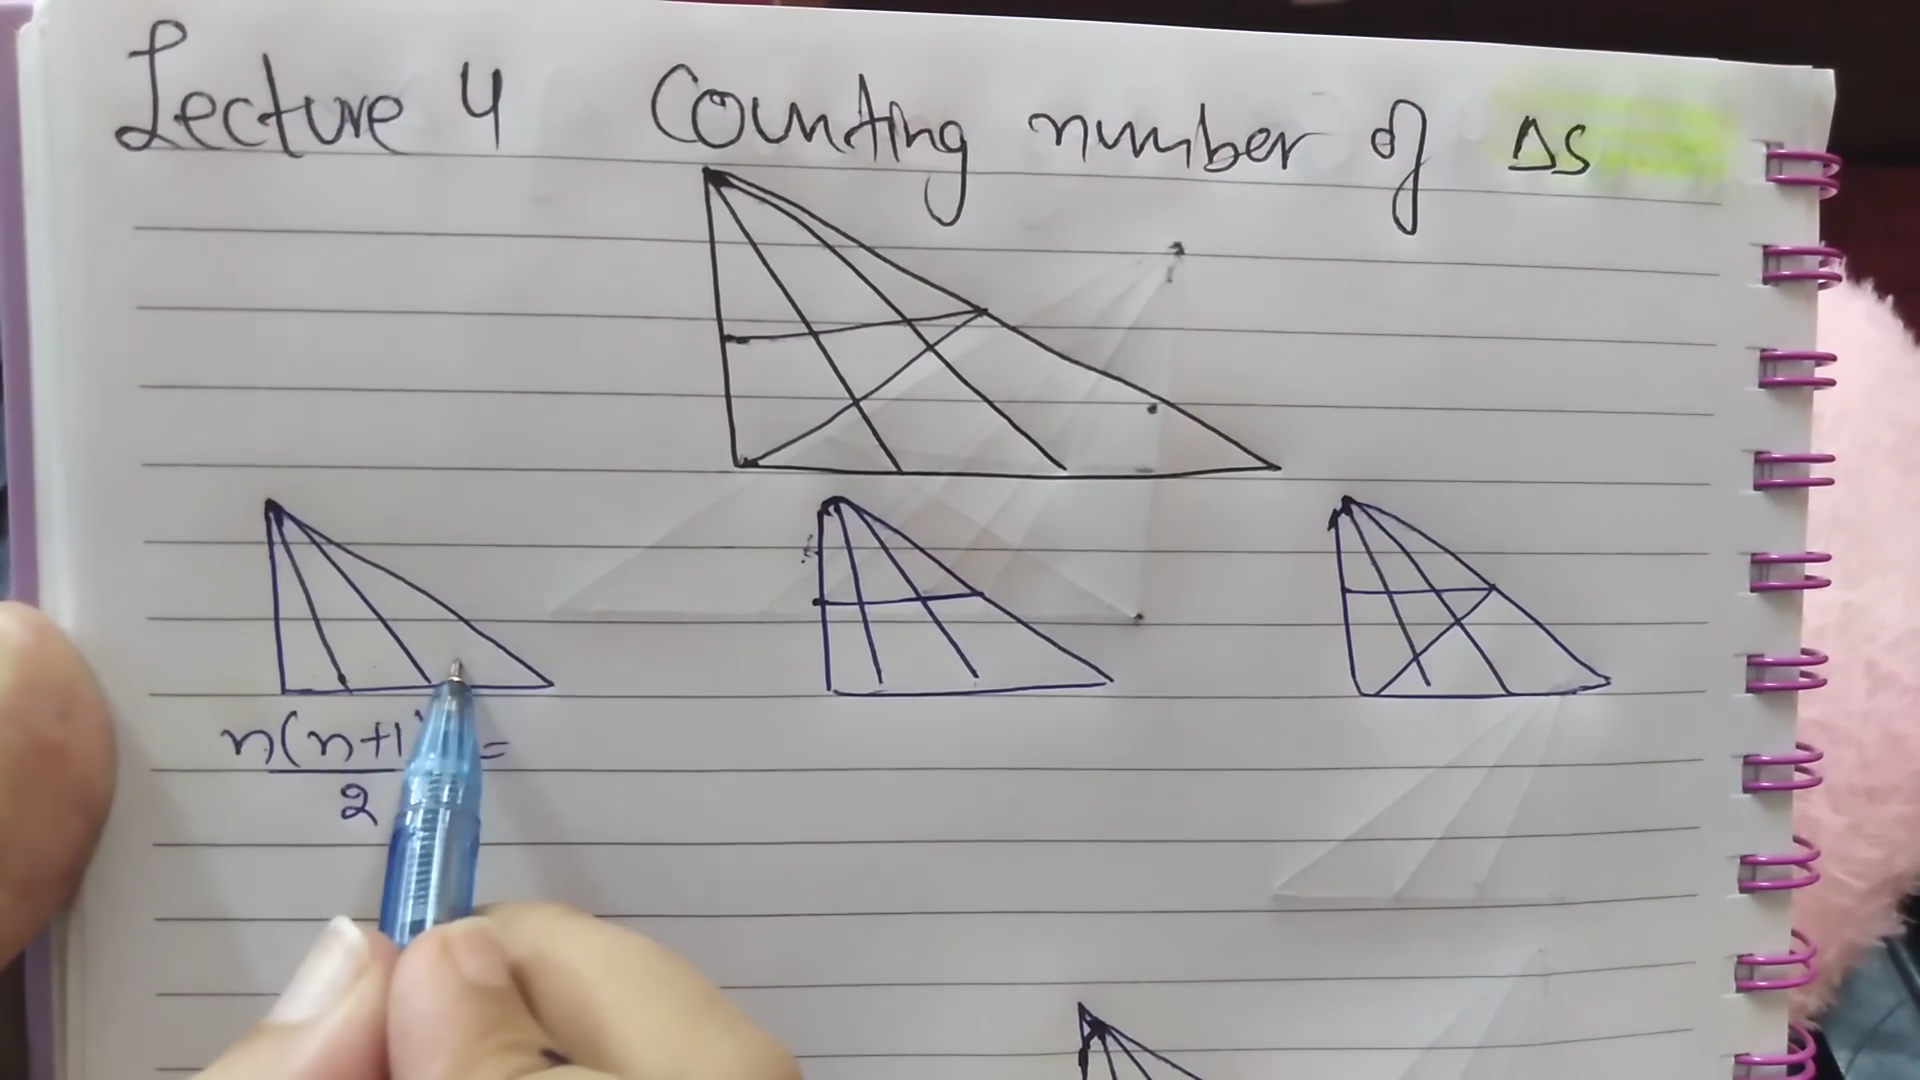 Lecture 4 Counting number of Δs
n(n+1) =
2